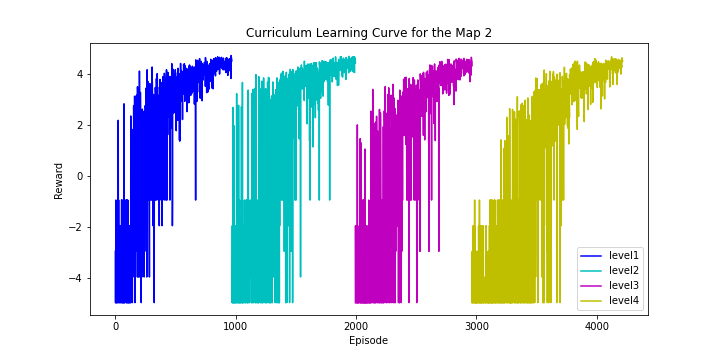 Curriculum Learning Curve for the Map 2
Reward
4
2
0
−2
−4
0 1000 2000 3000 4000
Episode
level1
level2
level3
level4